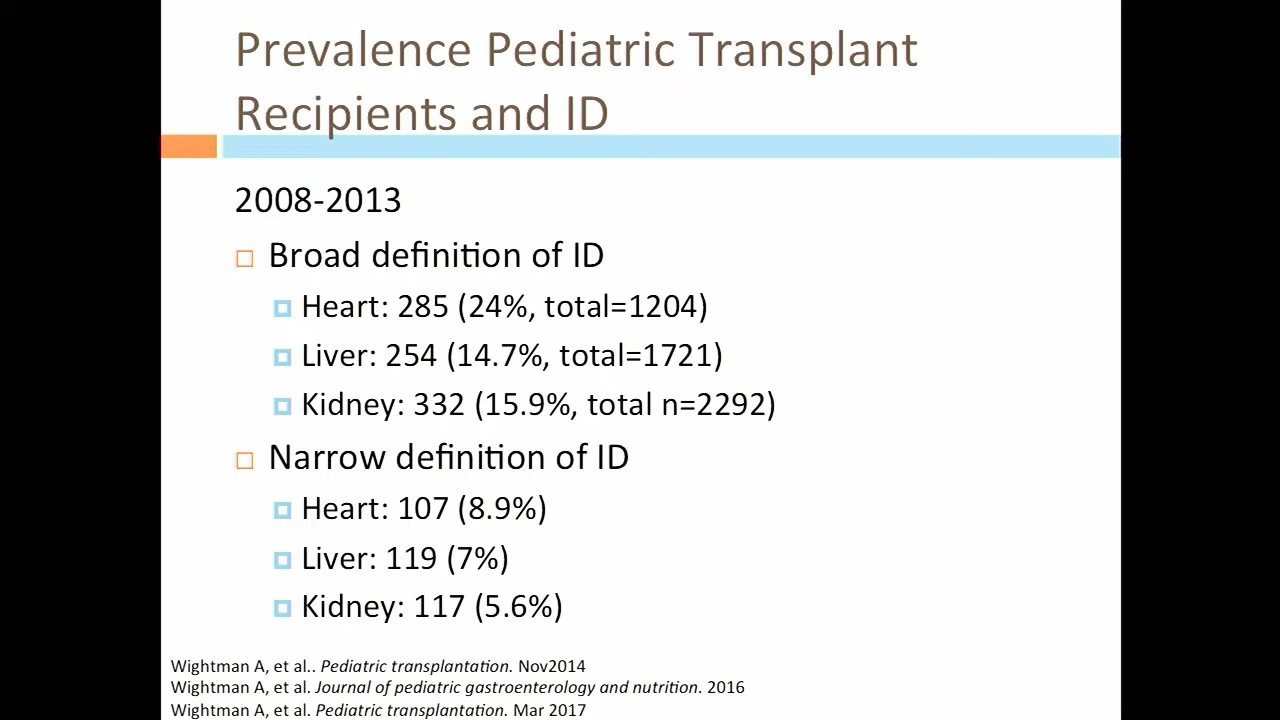 Prevalence Pediatric Transplant
Recipients and ID
2008-2013
Broad definition of ID
Heart: 285 (24%, total=1204)
Liver: 254 (14.7%, total=1721)
Kidney: 332 (15.9%, total n=2292)
Narrow definition of ID
Heart: 107 (8.9%)
Liver: 119 (7%)
Kidney: 117 (5.6%)
Wightman A, et al.. Pediatric transplantation. Nov2014
Wightman A, et al. Journal of pediatric gastroenterology and nutrition. 2016
Wightman A, et al. Pediatric transplantation. Mar 2017